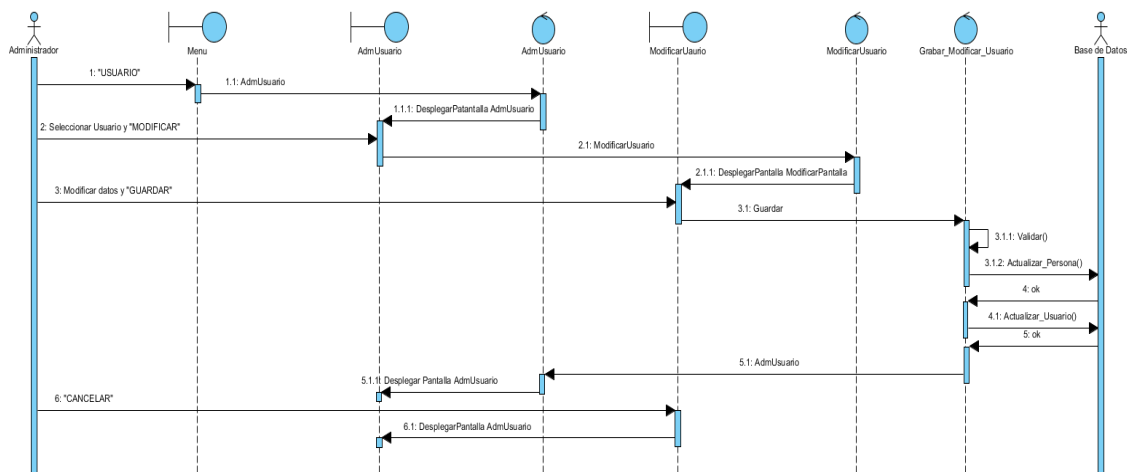 Administrador
Menu
AdmUsuario
AdmUsuario
ModificarUaurio
ModificarUsuario
Grabar_Modificar_Usuario
Base de Datos
1: "USUARIO"
1.1: AdmUsuario
1.1.1: DesplegarPatantalla AdmUsuario
2: Seleccionar Usuario y "MODIFICAR"
2.1: ModificarUsuario
2.1.1: DesplegarPantalla ModificarPantalla
3: Modificar datos y "GUARDAR"
3.1: Guardar
3.1.1: Validar()
3.1.2: Actualizar_Persona()
4: ok
4.1: Actualizar_Usuario()
5: ok
5.1: AdmUsuario
5.1.1: Desplegar Pantalla AdmUsuario
6: "CANCELAR"
6.1: DesplegarPantalla AdmUsuario